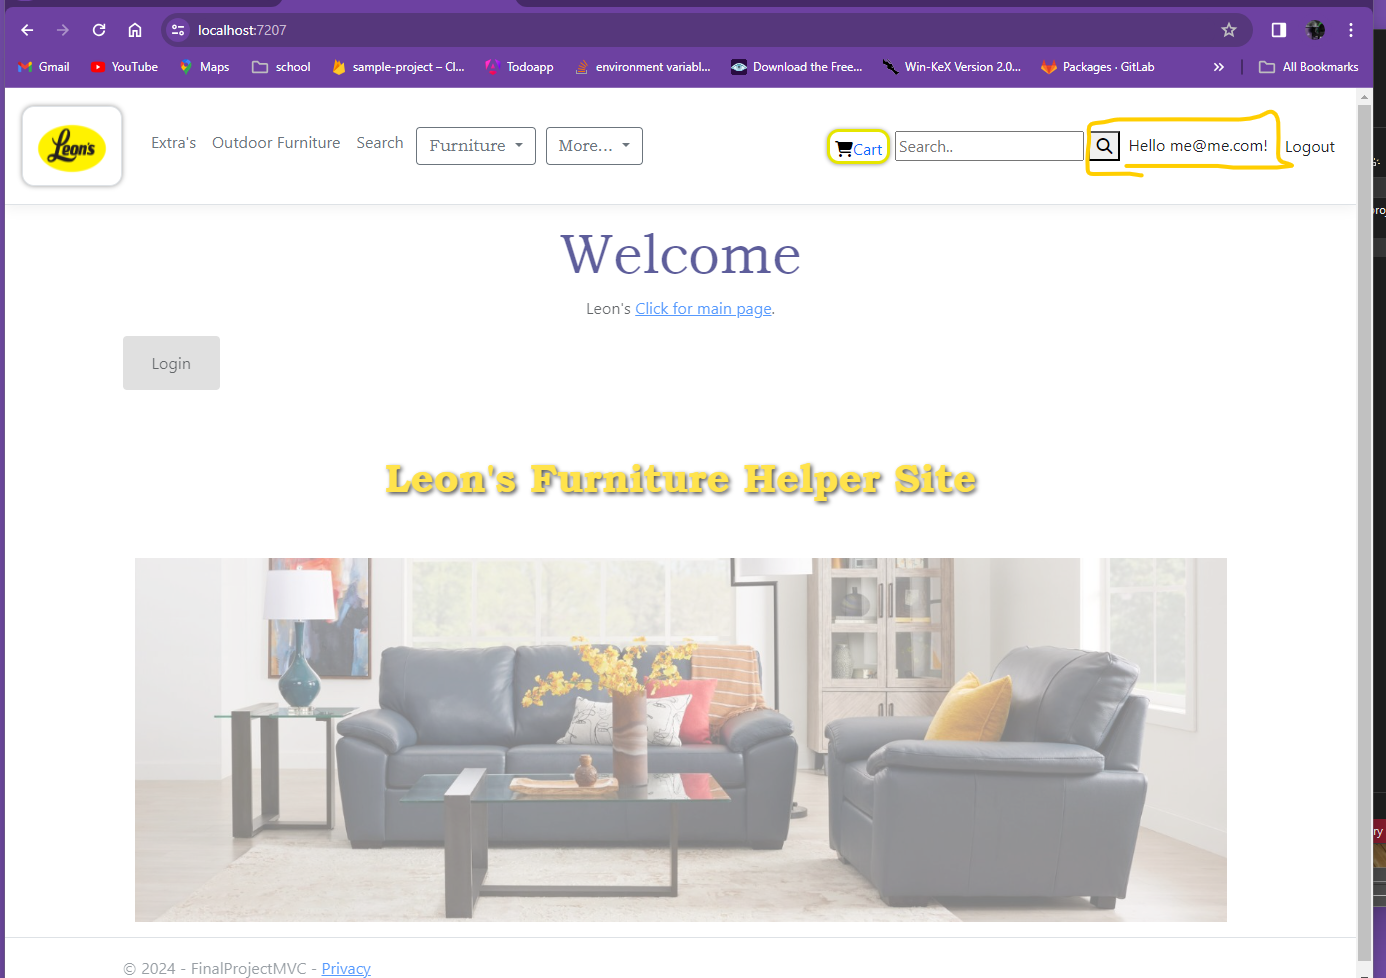 localhost:7207
Gmail YouTube Maps school sample-project – Cl... Todoapp environment variabl... Download the Free... Win-KeX Version 2.0... Packages · GitLab » All Bookmarks
Leon's Extra's Outdoor Furniture Search Furniture More... Cart Search.. Hello me@me.com! Logout
Welcome
Leon's Click for main page.
Login
Leon's Furniture Helper Site
ry
© 2024 - FinalProjectMVC - Privacy